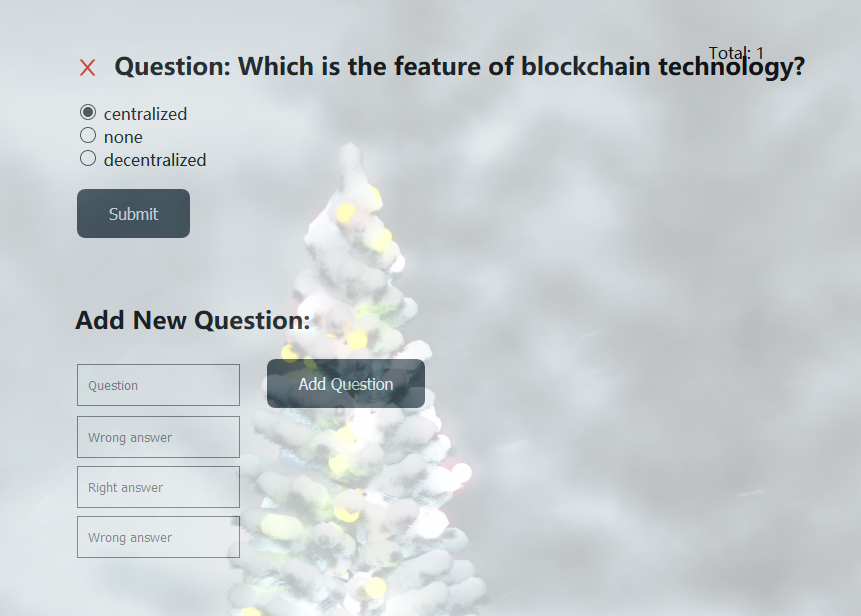 Total: 1
Question: Which is the feature of blockchain technology?
centralized
none
decentralized
Submit
Add New Question:
Question
Add Question
Wrong answer
Right answer
Wrong answer